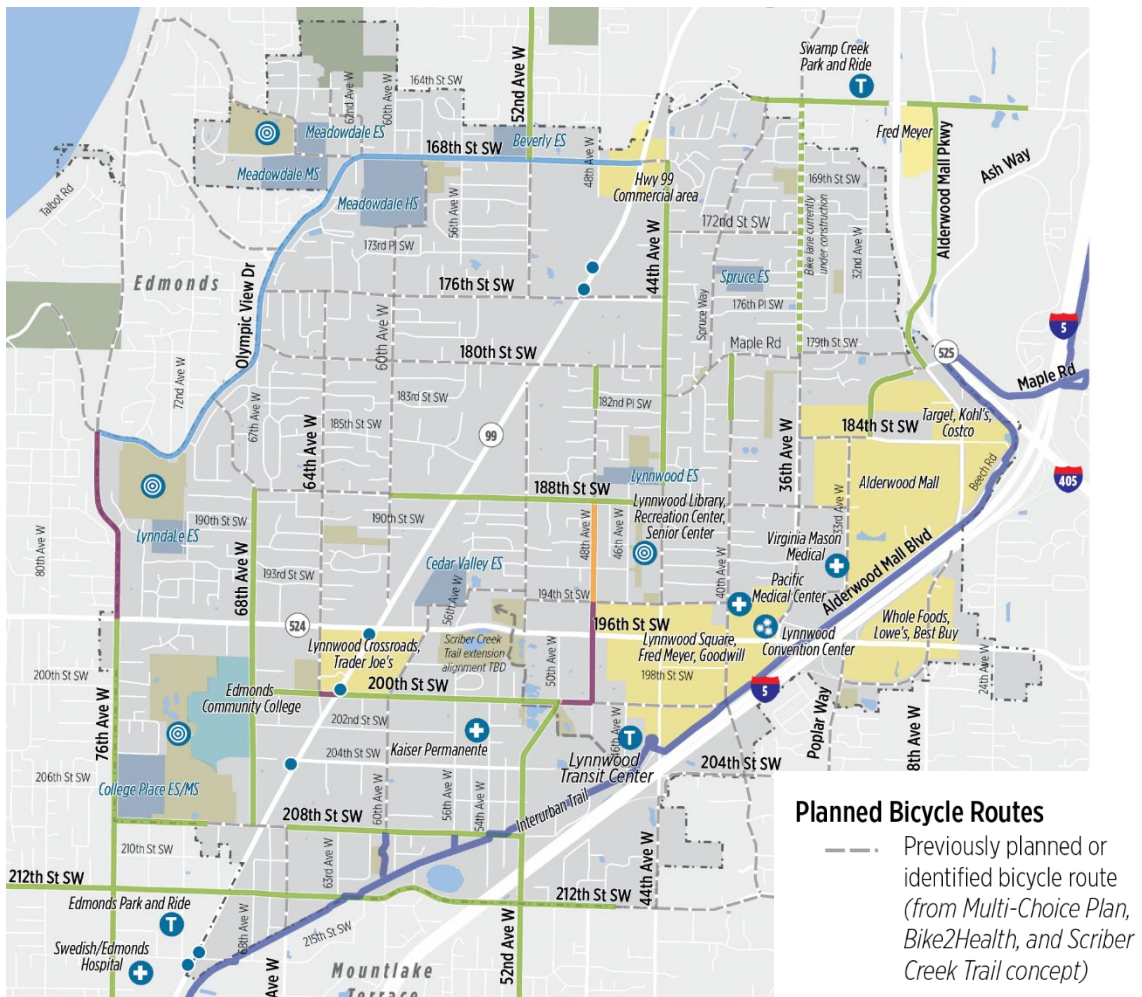 Swamp Creek
Park and Ride
52nd Ave W
62nd Ave W
60th Ave W
164th St SW
Meadowdale ES
Beverly ES
Fred Meyer
168th St SW
48th Ave W
Alderwood Mall Pkwy
Ash Way
Meadowdale MS
Hwy 99
Commercial area
169th St SW
Talbot Rd
Meadowdale HS
56th Ave W
44th Ave W
172nd St SW
Bike lane currently
under construction
32nd Ave W
173rd Pl SW
Edmonds
Olympic View Dr
Spruce ES
176th St SW
176th Pl SW
Spruce Way
5
60th Ave W
180th St SW
Maple Rd
179th St SW
525
Maple Rd
72nd Ave W
183rd St SW
182nd Pl SW
67th Ave W
185th St SW
99
64th Ave W
36th Ave W
184th St SW
Target, Kohl's,
Costco
Lynnwood ES
Alderwood Mall
Beech Rd
405
188th St SW
Lynnwood Library,
Recreation Center,
Senior Center
80th Ave W
190th St SW
190th St SW
48th Ave W
46th Ave W
33rd Ave W
Lynndale ES
68th Ave W
193rd St SW
Cedar Valley ES
56th Ave W
194th St SW
40th Ave W
Virginia Mason
Medical
Pacific
Medical Center
Alderwood Mall Blvd
524
Lynnwood Crossroads,
Trader Joe's
Scriber Creek
Trail extension
alignment TBD
196th St SW
Lynnwood Square,
Fred Meyer, Goodwill
Lynnwood
Convention Center
Whole Foods,
Lowe's, Best Buy
200th St SW
Edmonds
Community College
200th St SW
50th Ave W
198th St SW
5
24th Ave W
76th Ave W
202nd St SW
Kaiser Permanente
204th St SW
46th Ave W
Lynnwood
Transit Center
204th St SW
Poplar Way
8th Ave W
206th St SW
College Place ES/MS
60th Ave W
56th Ave W
54th Ave W
Interurban Trail
208th St SW
210th St SW
63rd Ave W
44th Ave W
212th St SW
212th St SW
Edmonds Park and Ride
T
68th Ave W
215th St SW
Swedish/Edmonds
Hospital
Ave W
Mountlake
Terrace
52nd Ave W
Planned Bicycle Routes
Previously planned or
identified bicycle route
(from Multi-Choice Plan,
Bike2Health, and Scriber
Creek Trail concept)